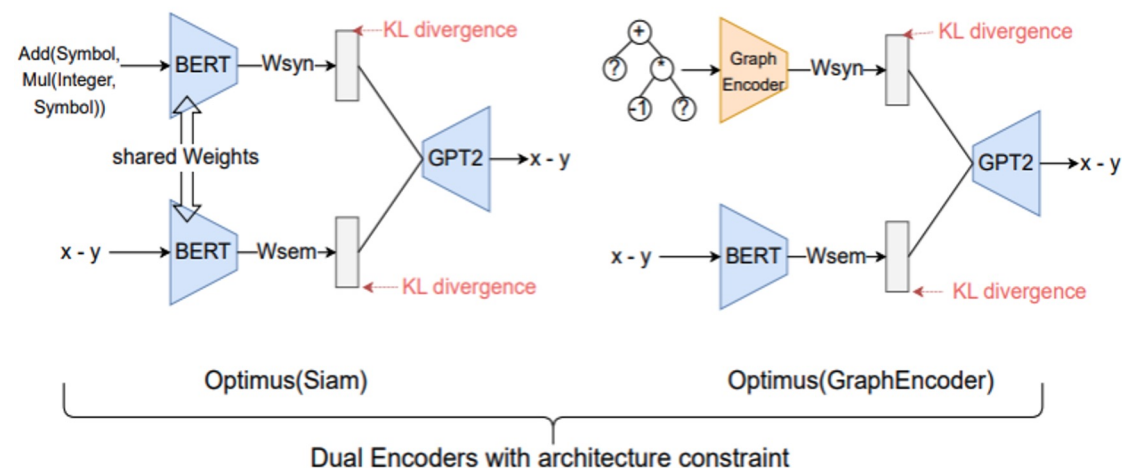 Add(Symbol,
Mul(Integer,
Symbol))
BERT
Wsyn
KL divergence
shared Weights
GPT2
x - y
x - y
BERT
Wsem
KL divergence
Optimus(Siam)
+
?
*
-1
?
Graph
Encoder
Wsyn
KL divergence
GPT2
x - y
x - y
BERT
Wsem
KL divergence
Optimus(GraphEncoder)
Dual Encoders with architecture constraint